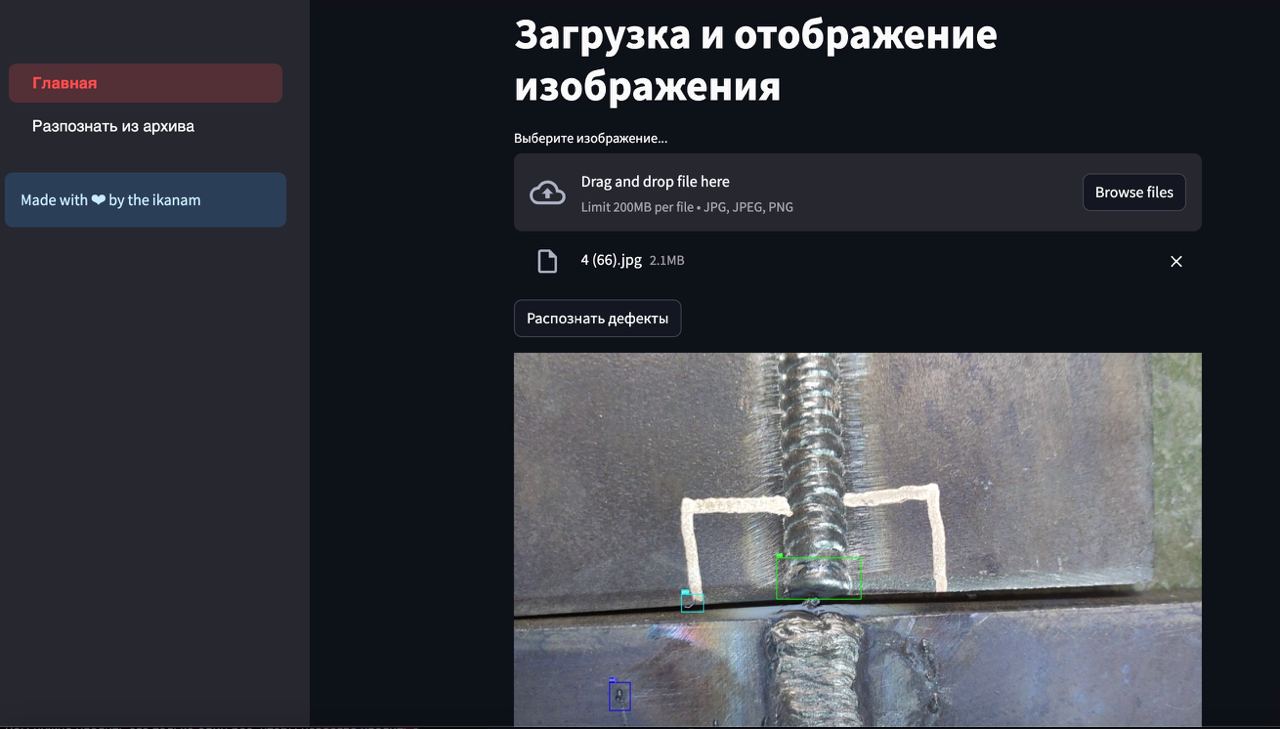 Загрузка и отображение
изображения
Главная
Разпознать из архива
Made with ❤ by the ikanam
Выберите изображение...
Drag and drop file here
Limit 200MB per file • JPG, JPEG, PNG
Browse files
4 (66).jpg 2.1MB
Распознать дефекты